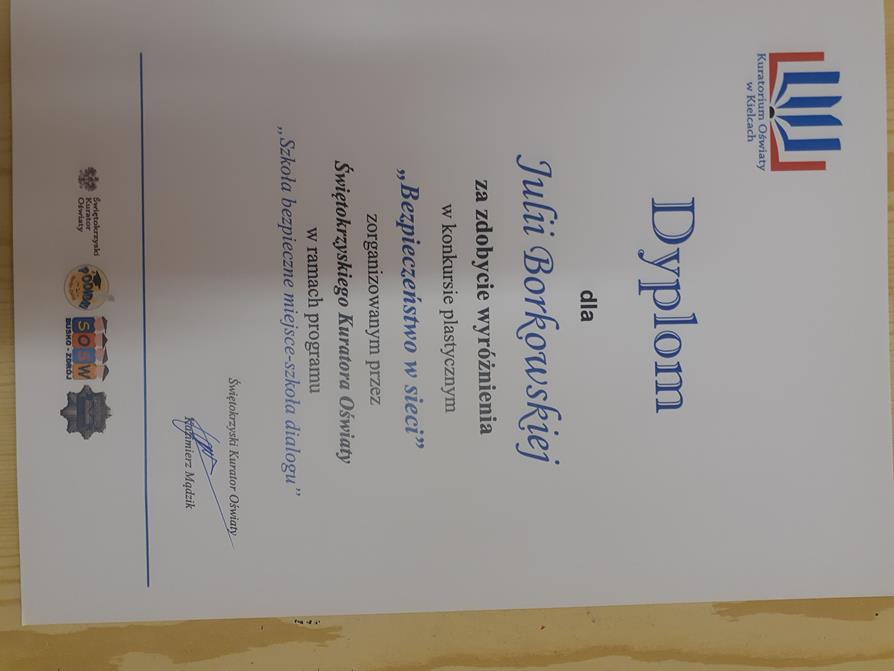 Kuratorium Oświaty
w Kielcach
Dyplom
dla
Julii Borkowskiej
za zdobycie wyróżnienia
w konkursie plastycznym
„Bezpieczeństwo w sieci”
zorganizowanym przez
Świętokrzyskiego Kuratora Oświaty
w ramach programu
„Szkoła bezpieczne miejsce-szkoła dialogu”
Świętokrzyski Kurator Oświaty
Kazimierz Mądzik
Świętokrzyski
Kurator
Oświaty
SOSW
BUSKO-ZDRÓJ